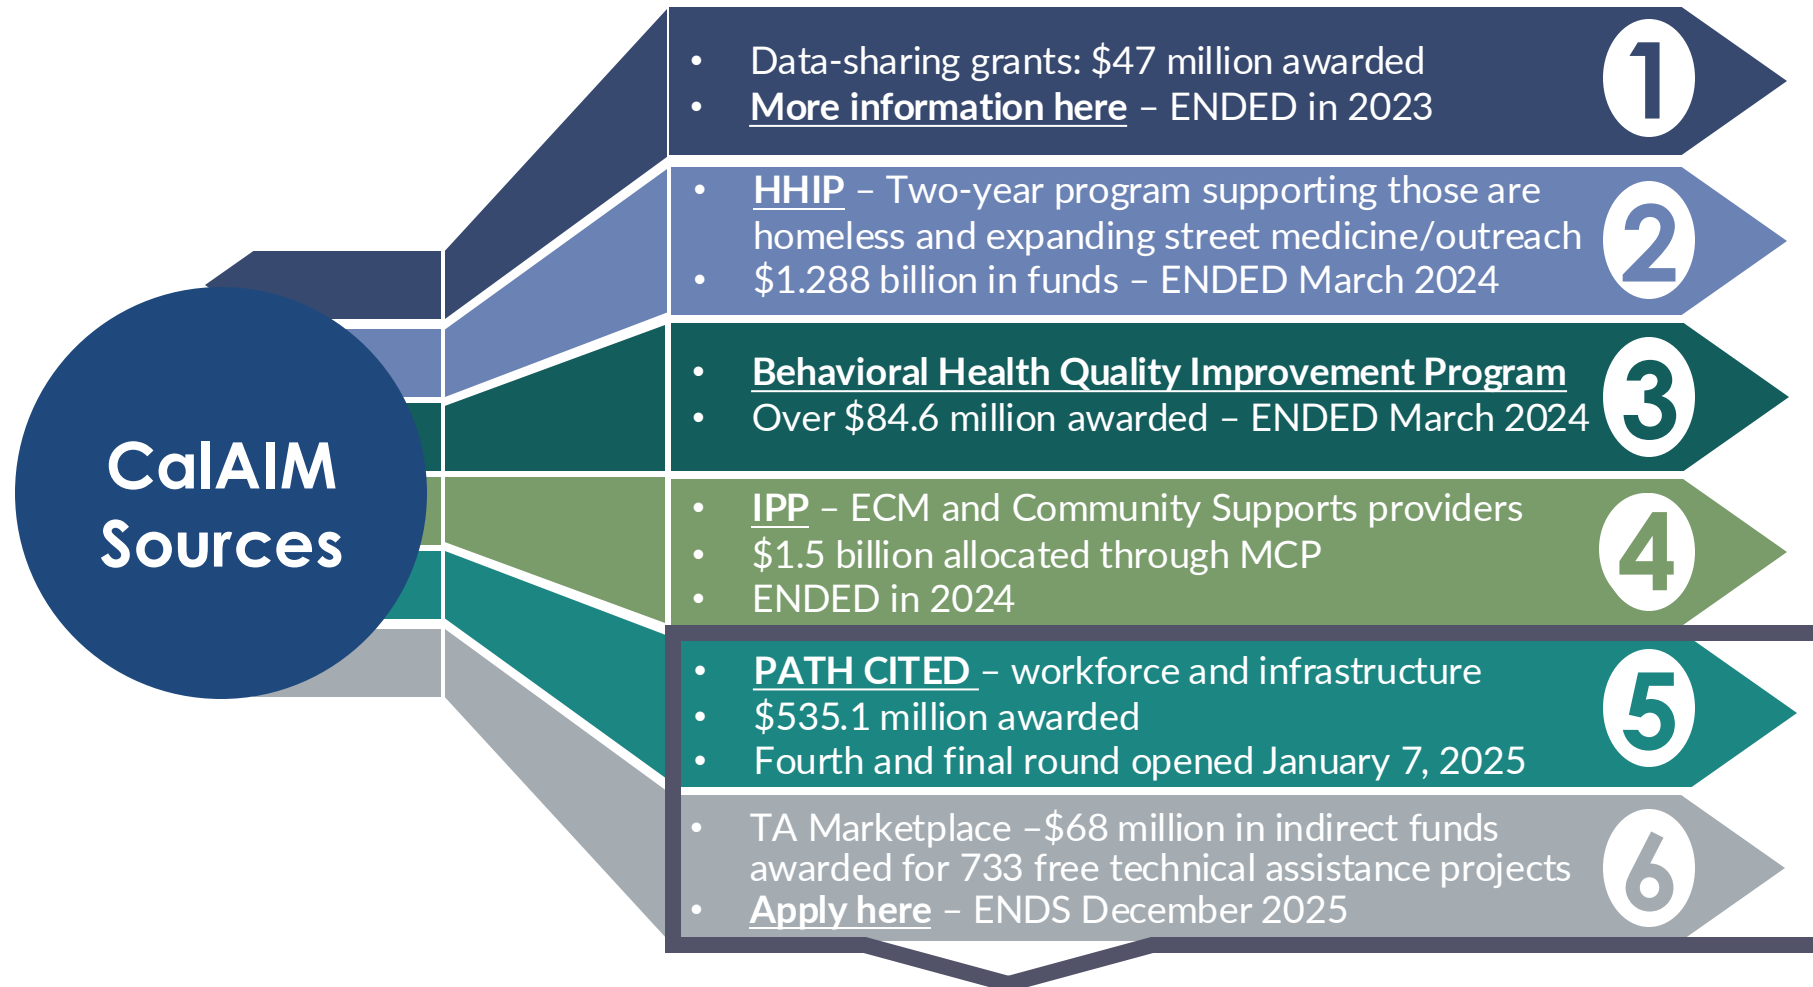 CalAIM
Sources
• Data-sharing grants: $47 million awarded
• More information here – ENDED in 2023
1
• HHIP – Two-year program supporting those are
homeless and expanding street medicine/outreach
• $1.288 billion in funds – ENDED March 2024
2
• Behavioral Health Quality Improvement Program
• Over $84.6 million awarded – ENDED March 2024
3
• IPP – ECM and Community Supports providers
• $1.5 billion allocated through MCP
• ENDED in 2024
4
• PATH CITED – workforce and infrastructure
• $535.1 million awarded
• Fourth and final round opened January 7, 2025
5
• TA Marketplace –$68 million in indirect funds
awarded for 733 free technical assistance projects
• Apply here – ENDS December 2025
6